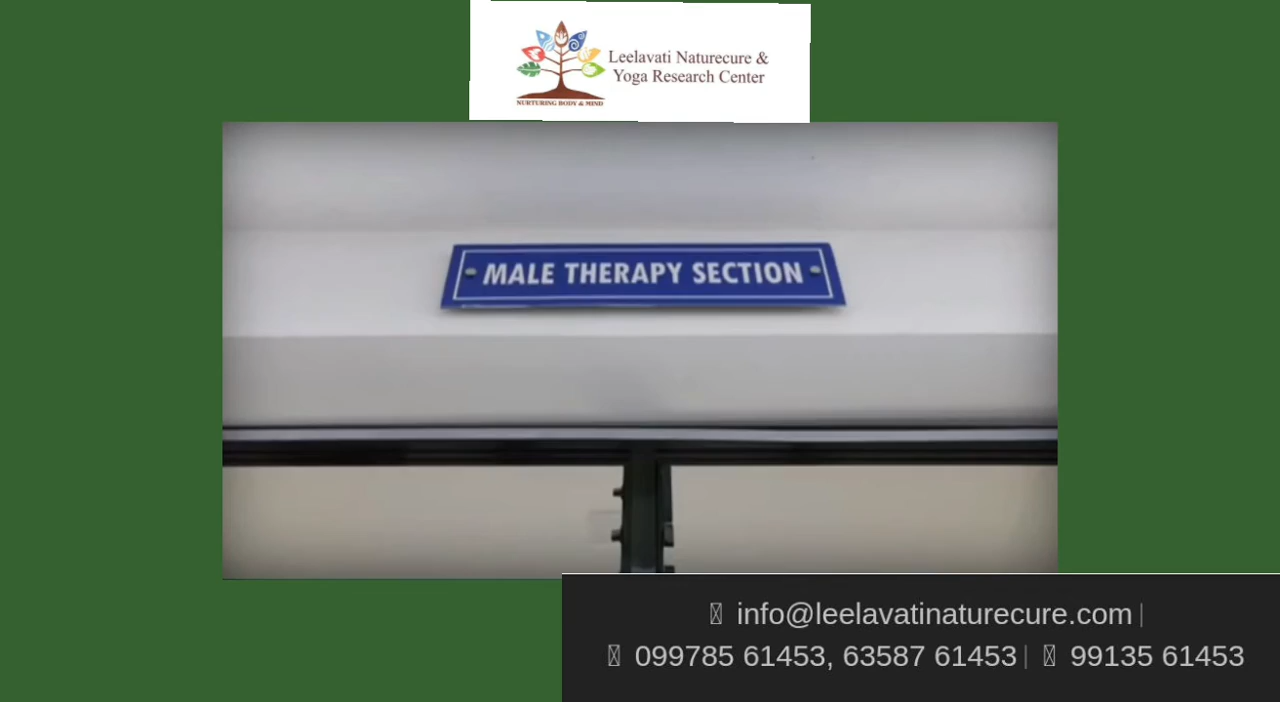 Leelavati Naturecure &
Yoga Research Center
NURTURING BODY & MIND
MALE THERAPY SECTION
info@leelavatinaturecure.com |
099785 61453, 63587 61453 | 99135 61453